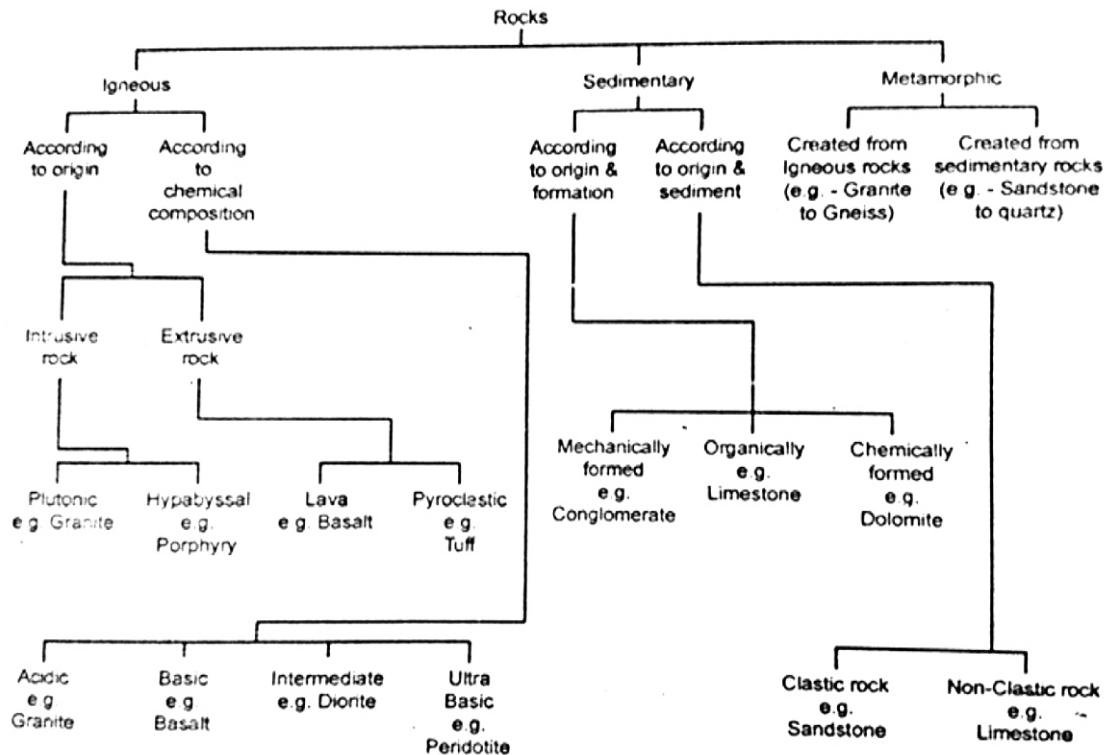 Rocks
Igneous
Sedimentary
Metamorphic
According
to origin
According
to
chemical
composition
According
to origin &
formation
According
to origin &
sediment
Created from
Igneous rocks
(e.g. - Granite
to Gneiss)
Created from
sedimentary rocks
(e g. - Sandstone
to quartz)
Intrusive
rock
Extrusive
rock
Mechanically
formed
e.g.
Conglomerate
Organically
e.g.
Limestone
Chemically
formed
e.g.
Dolomite
Plutonic
e g. Granite
Hypabyssal
e.g.
Porphyry
Lava
e g. Basalt
Pyroclastic
e.g.
Tuff
Acidic
e.g
Granite
Basic
e.g.
Basalt
Intermediate
e.g. Diorite
Ultra
Basic
e.g.
Peridotite
Clastic rock
e.g.
Sandstone
Non-Clastic rock
e.g.
Limestone